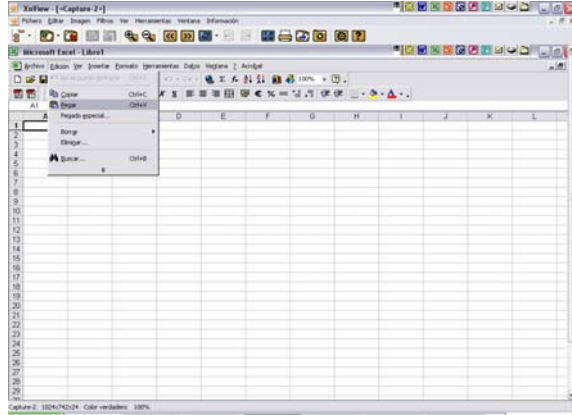 XnView - [<Capture-2>]
Fichero Editar Imagen Filtros Ver Herramientas Ventana Información
Microsoft Excel - Libro1
Archivo Edición Ver Insertar Formato Herramientas Datos Ventana ? Acrobat
100%
A1
Copiar Ctrl+C
Pegar Ctrl+V
Pegado especial...
Borrar
Eliminar...
Buscar... Ctrl+B
D E F G H I J K L
1
2
3
4
5
6
7
8
9
10
11
12
13
14
15
16
17
18
19
20
21
22
23
24
25
26
27
28
29
Capture-2 1024x742x24 Color verdadero 100%